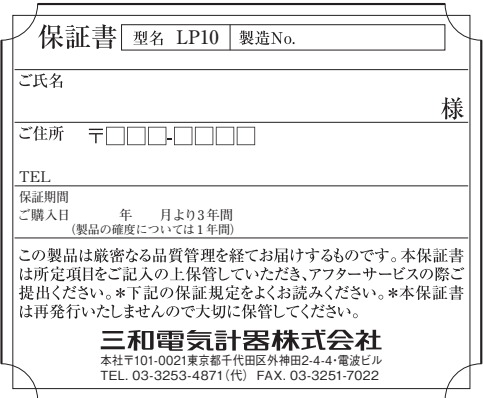 保証書 型名 LP10 製造No.
ご氏名
様
ご住所 〒□□□-□□□□
TEL
保証期間
ご購入日 年 月より3年間
(製品の確度については1年間)
この製品は厳密なる品質管理を経てお届けするものです。本保証書
は所定項目をご記入の上保管していただき、アフターサービスの際ご
提出ください。＊下記の保証規定をよくお読みください。＊本保証書
は再発行いたしませんので大切に保管してください。
三和電気計器株式会社
本社〒101-0021東京都千代田区外神田2-4-4・電波ビル
TEL. 03-3253-4871(代) FAX. 03-3251-7022